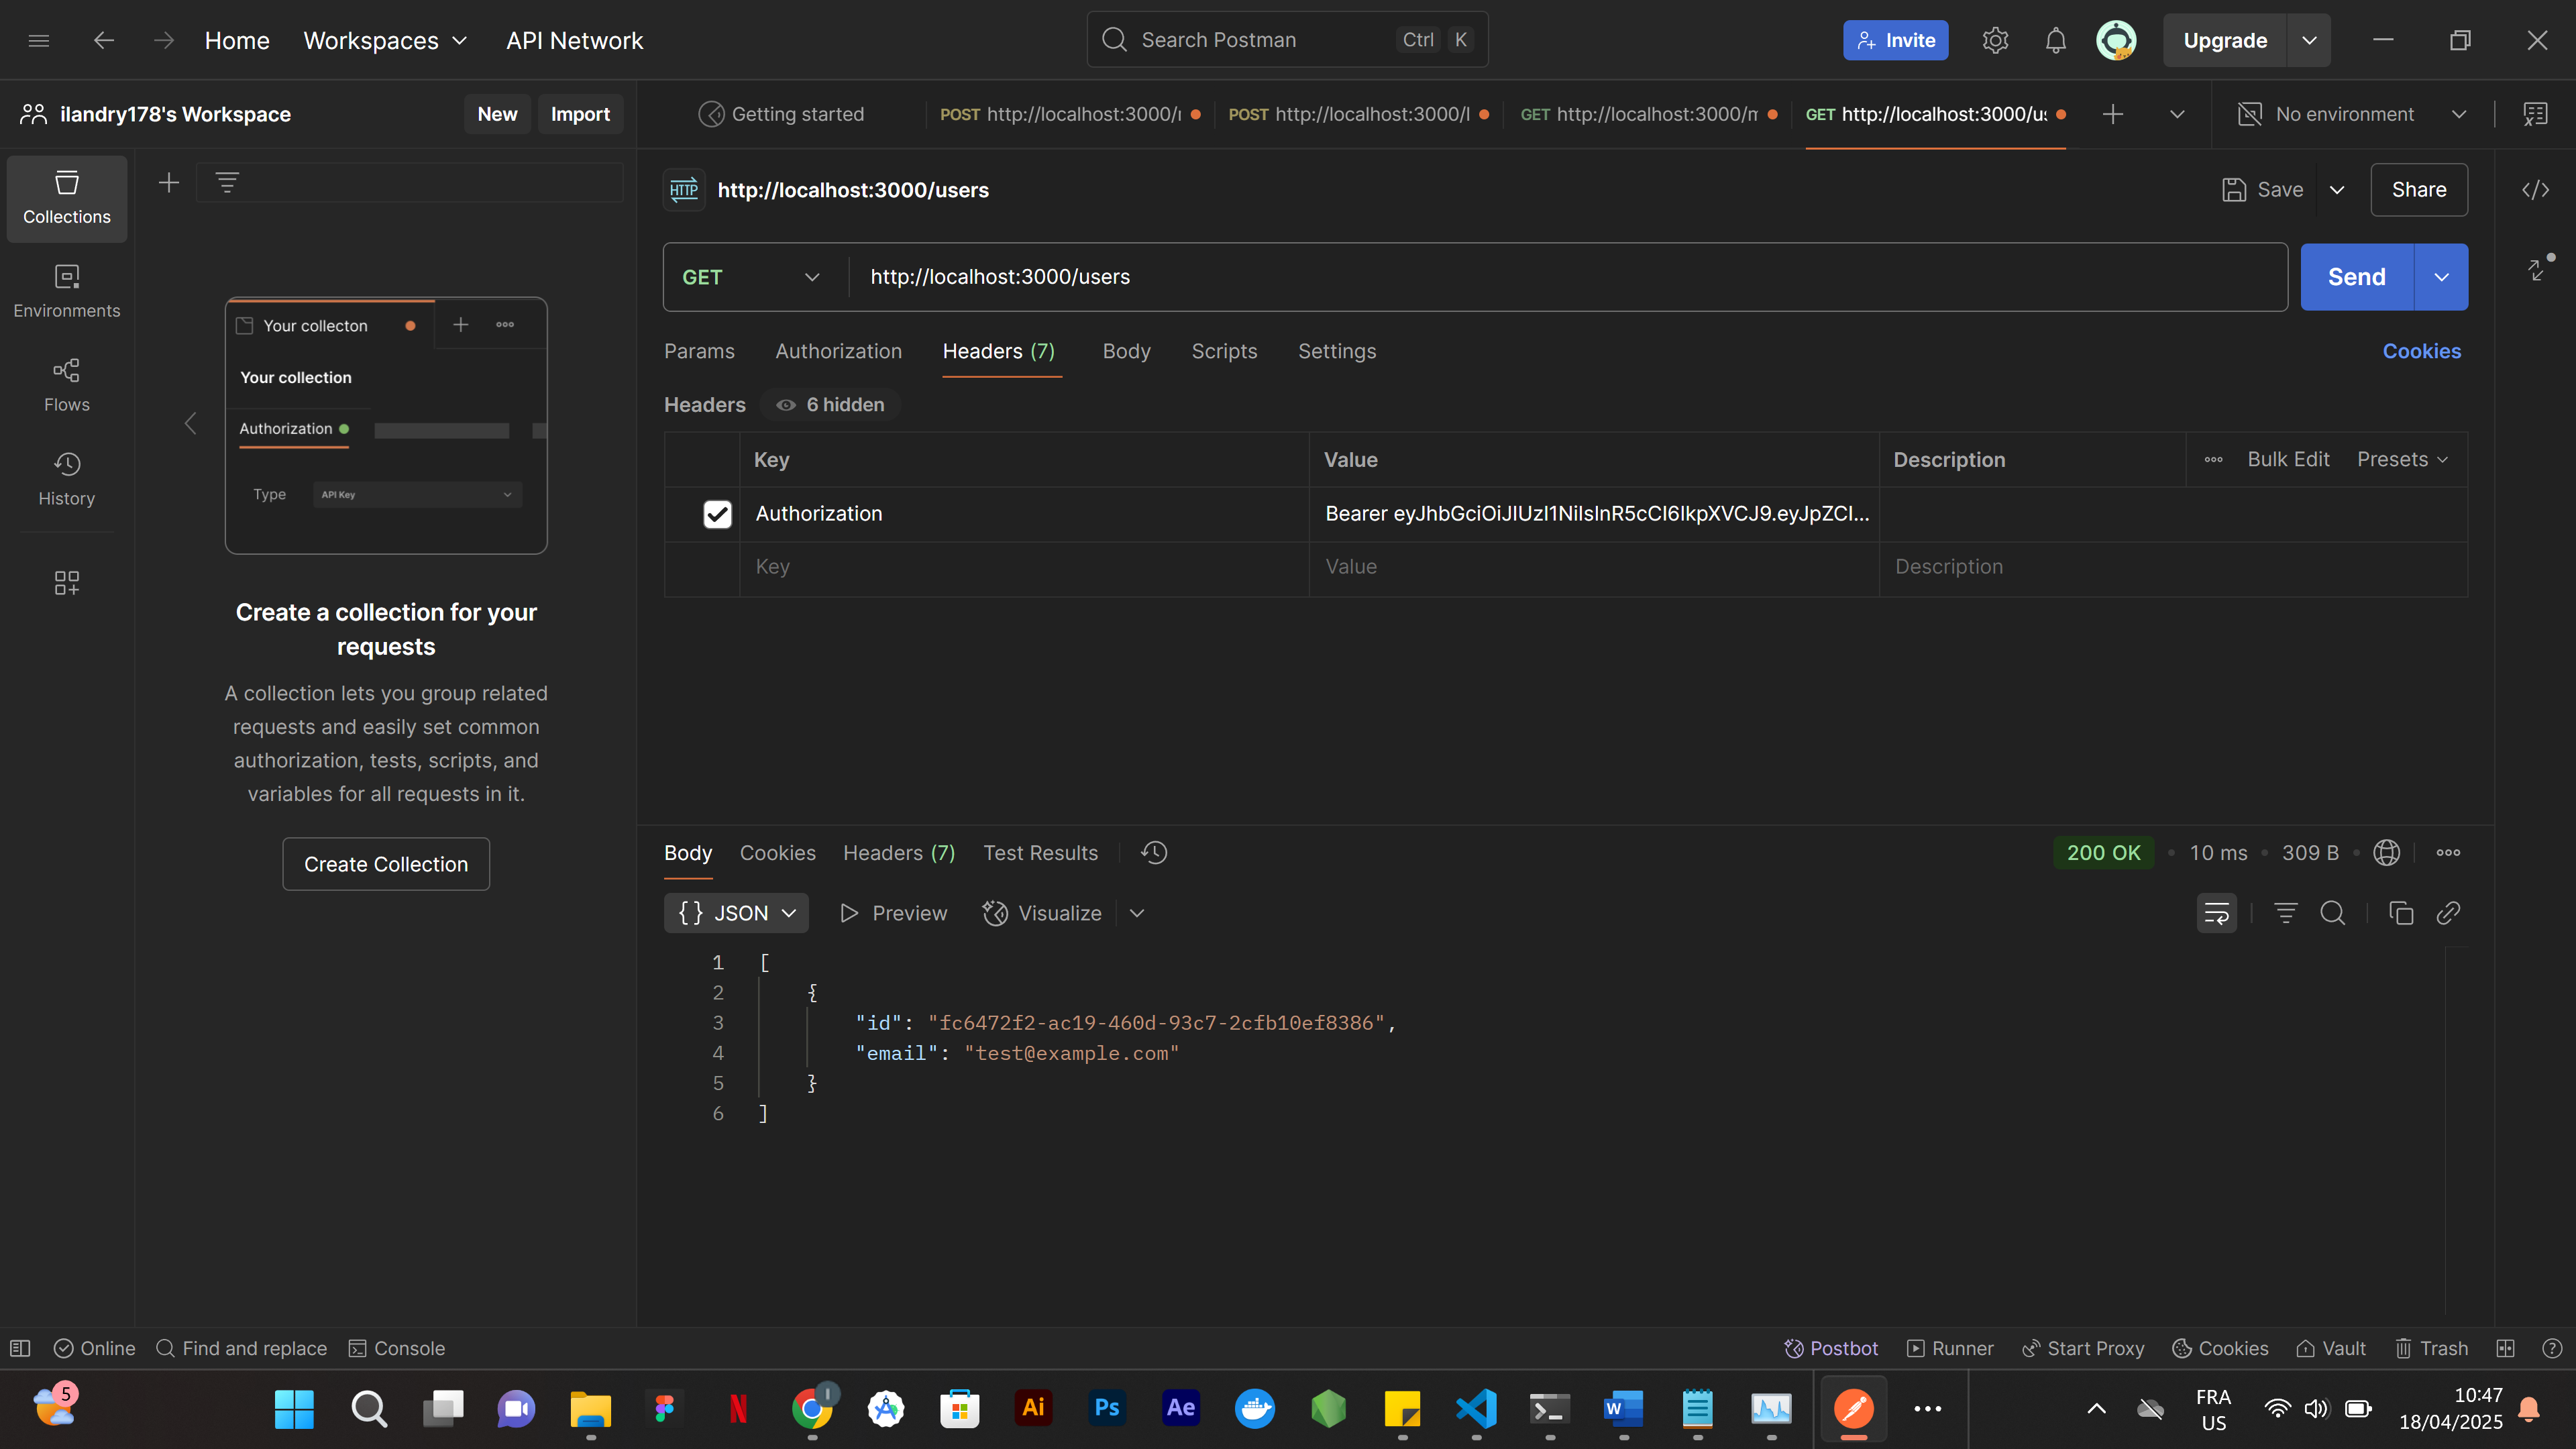 Home Workspaces API Network Search Postman Ctrl K Invite Upgrade
ilandry178's Workspace New Import Getting started POST http://localhost:3000/ POST http://localhost:3000/l GET http://localhost:3000/m GET http://localhost:3000/us No environment
Collections
Environments
Flows
History
Your collecton
Your collection
Authorization
Type API Key
Create a collection for your
requests
A collection lets you group related
requests and easily set common
authorization, tests, scripts, and
variables for all requests in it.
Create Collection
HTTP http://localhost:3000/users Save Share
GET http://localhost:3000/users Send
Params Authorization Headers (7) Body Scripts Settings Cookies
Headers 6 hidden
Key Value Description Bulk Edit Presets
Authorization Bearer eyJhbGciOiJIUzI1NiIsInR5cCI6IkpXVCJ9.eyJpZCI...
Key Value Description
Body Cookies Headers (7) Test Results 200 OK 10 ms 309 B
{} JSON Preview Visualize
1 [
2 {
3 "id": "fc6472f2-ac19-460d-93c7-2cfb10ef8386",
4 "email": "test@example.com"
5 }
6 ]
Online Find and replace Console Postbot Runner Start Proxy Cookies Vault Trash
5 N I Ai Ps Ae W FRA 10:47
US 18/04/2025